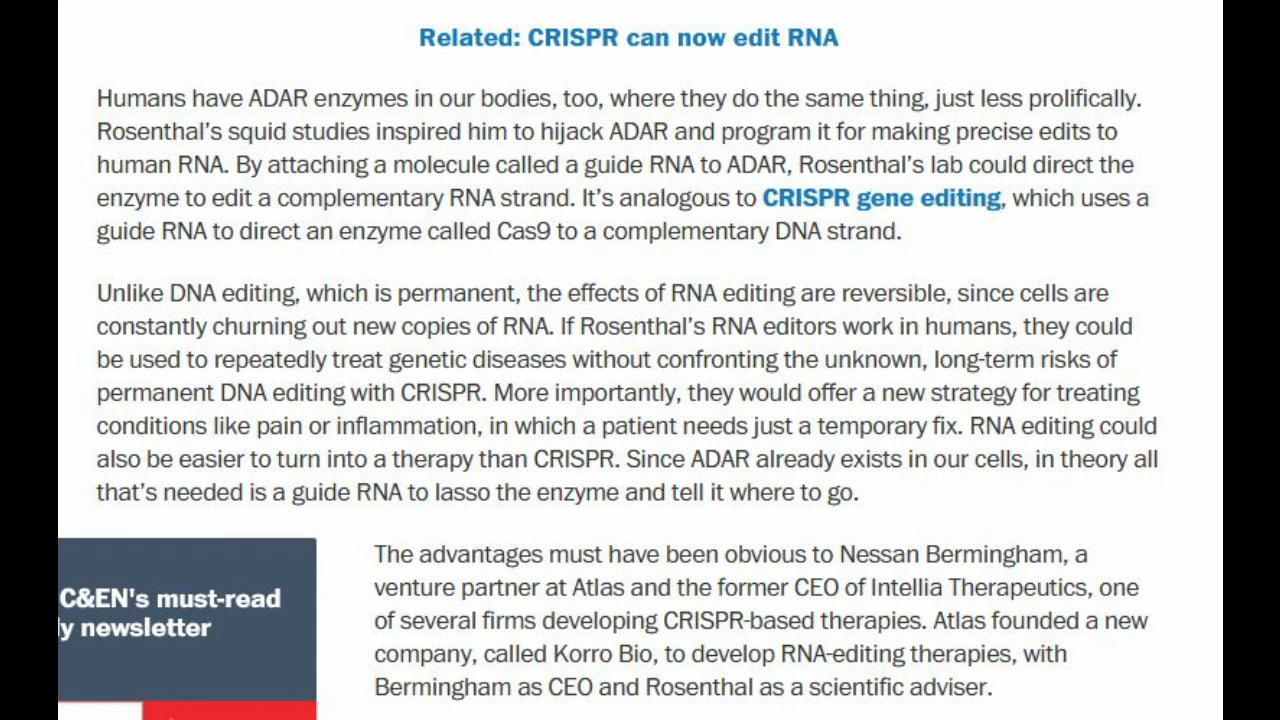 Related: CRISPR can now edit RNA
Humans have ADAR enzymes in our bodies, too, where they do the same thing, just less prolifically.
Rosenthal's squid studies inspired him to hijack ADAR and program it for making precise edits to
human RNA. By attaching a molecule called a guide RNA to ADAR, Rosenthal's lab could direct the
enzyme to edit a complementary RNA strand. It's analogous to CRISPR gene editing, which uses a
guide RNA to direct an enzyme called Cas9 to a complementary DNA strand.
Unlike DNA editing, which is permanent, the effects of RNA editing are reversible, since cells are
constantly churning out new copies of RNA. If Rosenthal's RNA editors work in humans, they could
be used to repeatedly treat genetic diseases without confronting the unknown, long-term risks of
permanent DNA editing with CRISPR. More importantly, they would offer a new strategy for treating
conditions like pain or inflammation, in which a patient needs just a temporary fix. RNA editing could
also be easier to turn into a therapy than CRISPR. Since ADAR already exists in our cells, in theory all
that's needed is a guide RNA to lasso the enzyme and tell it where to go.
C&EN's must-read
y newsletter
The advantages must have been obvious to Nessan Bermingham, a
venture partner at Atlas and the former CEO of Intellia Therapeutics, one
of several firms developing CRISPR-based therapies. Atlas founded a new
company, called Korro Bio, to develop RNA-editing therapies, with
Bermingham as CEO and Rosenthal as a scientific adviser.